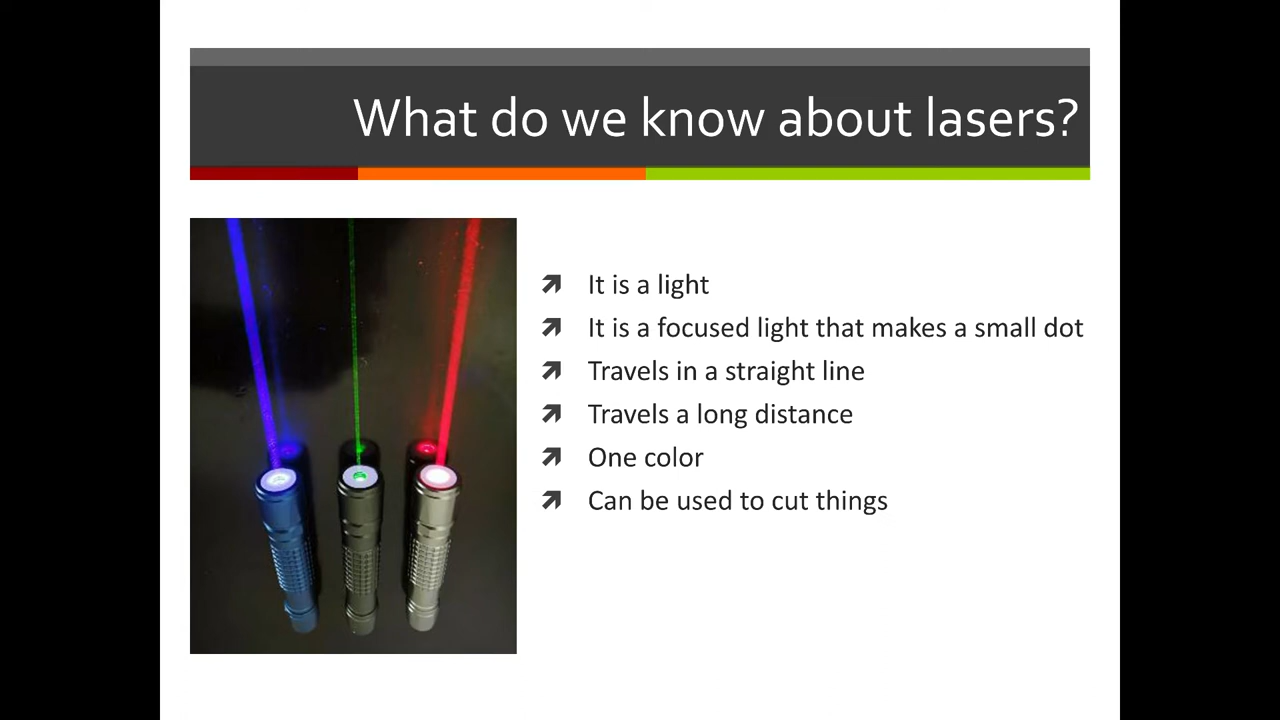 What do we know about lasers?
It is a light
It is a focused light that makes a small dot
Travels in a straight line
Travels a long distance
One color
Can be used to cut things